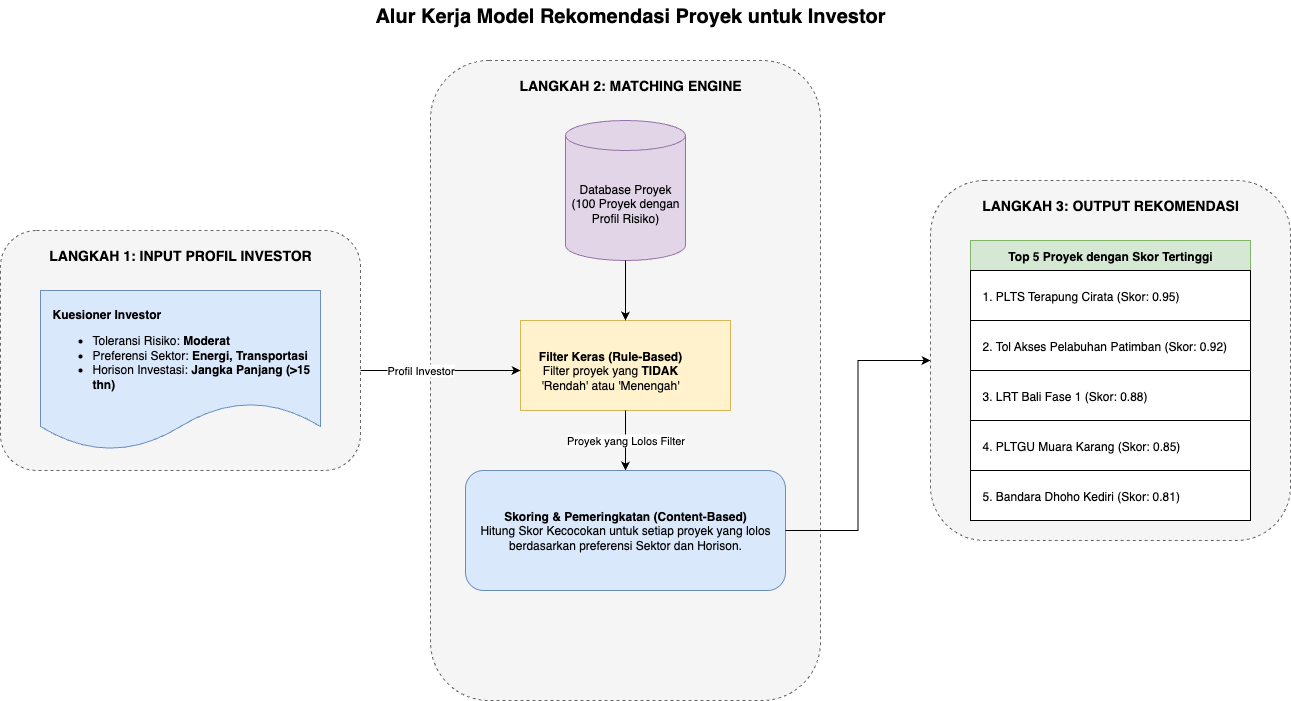 Alur Kerja Model Rekomendasi Proyek untuk Investor
LANGKAH 1: INPUT PROFIL INVESTOR
Kuesioner Investor
• Toleransi Risiko: Moderat
• Preferensi Sektor: Energi, Transportasi
• Horison Investasi: Jangka Panjang (>15
thn)
Profil Investor
LANGKAH 2: MATCHING ENGINE
Database Proyek
(100 Proyek dengan
Profil Risiko)
Filter Keras (Rule-Based)
Filter proyek yang TIDAK
'Rendah' atau 'Menengah'
Proyek yang Lolos Filter
Skoring & Pemeringkatan (Content-Based)
Hitung Skor Kecocokan untuk setiap proyek yang lolos
berdasarkan preferensi Sektor dan Horison.
LANGKAH 3: OUTPUT REKOMENDASI
Top 5 Proyek dengan Skor Tertinggi
1. PLTS Terapung Cirata (Skor: 0.95)
2. Tol Akses Pelabuhan Patimban (Skor: 0.92)
3. LRT Bali Fase 1 (Skor: 0.88)
4. PLTGU Muara Karang (Skor: 0.85)
5. Bandara Dhoho Kediri (Skor: 0.81)